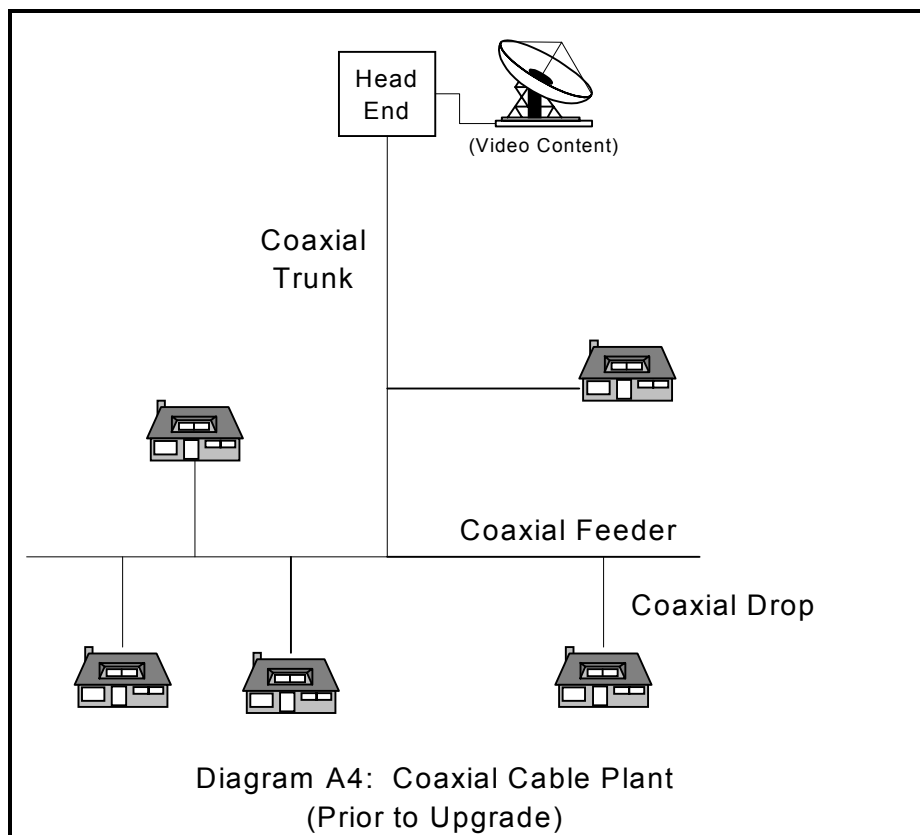 Head
End
(Video Content)
Coaxial
Trunk
Coaxial Feeder
Coaxial Drop
Diagram A4: Coaxial Cable Plant
(Prior to Upgrade)